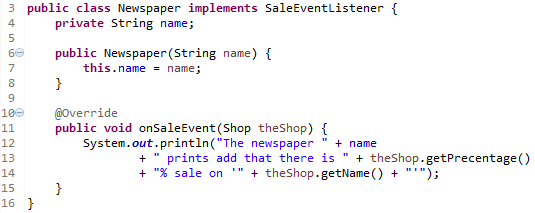 3 public class Newspaper implements SaleEventListener {
4 private String name;
5
6 public Newspaper(String name) {
7 this.name = name;
8 }
9
10 @Override
11 public void onSaleEvent(Shop theShop) {
12 System.out.println("The newspaper " + name
13 + " prints add that there is " + theShop.getPrecentage()
14 + "% sale on '" + theShop.getName() + "'");
15 }
16 }